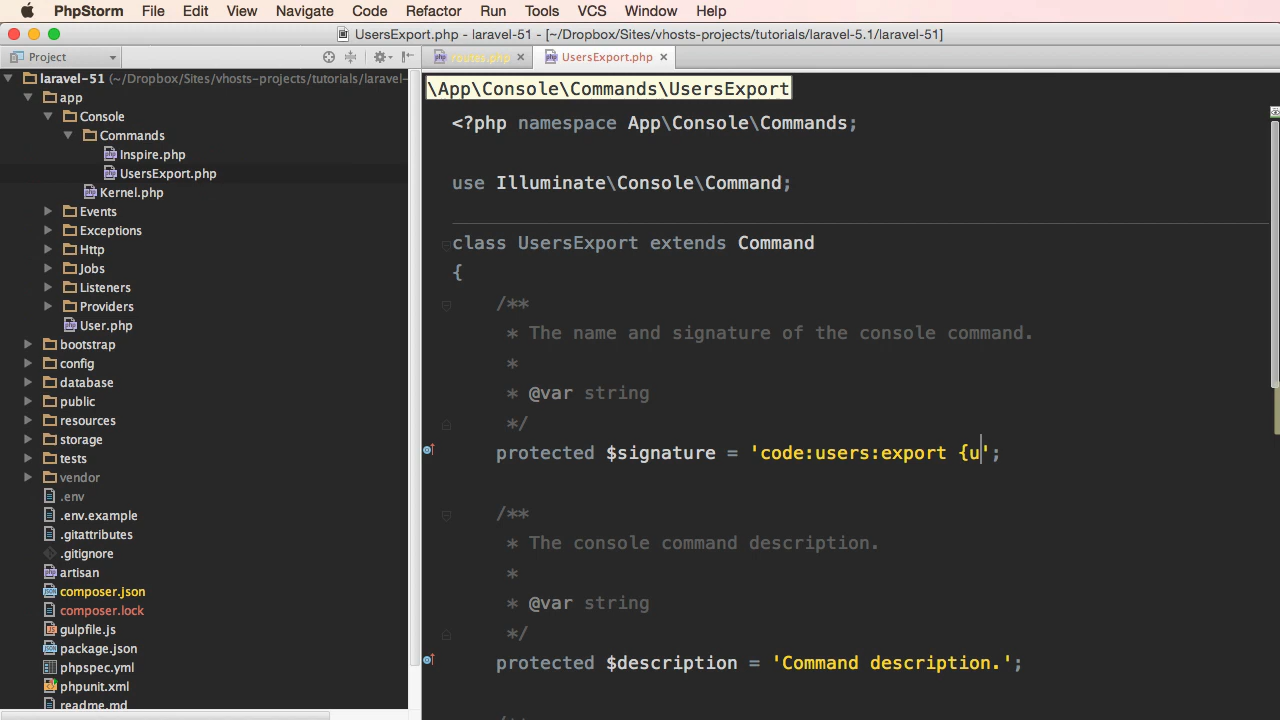 PhpStorm File Edit View Navigate Code Refactor Run Tools VCS Window Help
UsersExport.php - laravel-51 - [~/Dropbox/Sites/vhosts-projects/tutorials/laravel-5.1/laravel-51]
Project
routes.php
UsersExport.php
laravel-51 (~/Dropbox/Sites/vhosts-projects/tutorials/laravel-
app
Console
Commands
Inspire.php
UsersExport.php
Kernel.php
Events
Exceptions
Http
Jobs
Listeners
Providers
User.php
bootstrap
config
database
public
resources
storage
tests
vendor
.env
.env.example
.gitattributes
.gitignore
artisan
composer.json
composer.lock
gulpfile.js
package.json
phpspec.yml
phpunit.xml
readme.md
\App\Console\Commands\UsersExport
<?php namespace App\Console\Commands;
use Illuminate\Console\Command;
class UsersExport extends Command
{
/**
* The name and signature of the console command.
*
* @var string
*/
protected $signature = 'code:users:export {u';
/**
* The console command description.
*
* @var string
*/
protected $description = 'Command description.';
/**